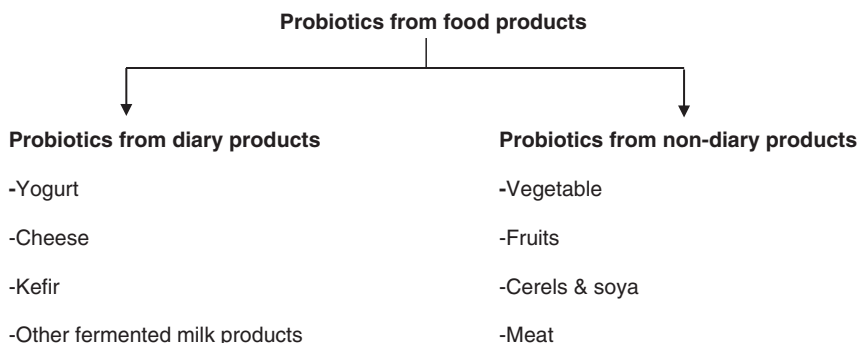 Probiotics from food products
Probiotics from diary products
-Yogurt
-Cheese
-Kefir
-Other fermented milk products
Probiotics from non-diary products
-Vegetable
-Fruits
-Cerels & soya
-Meat